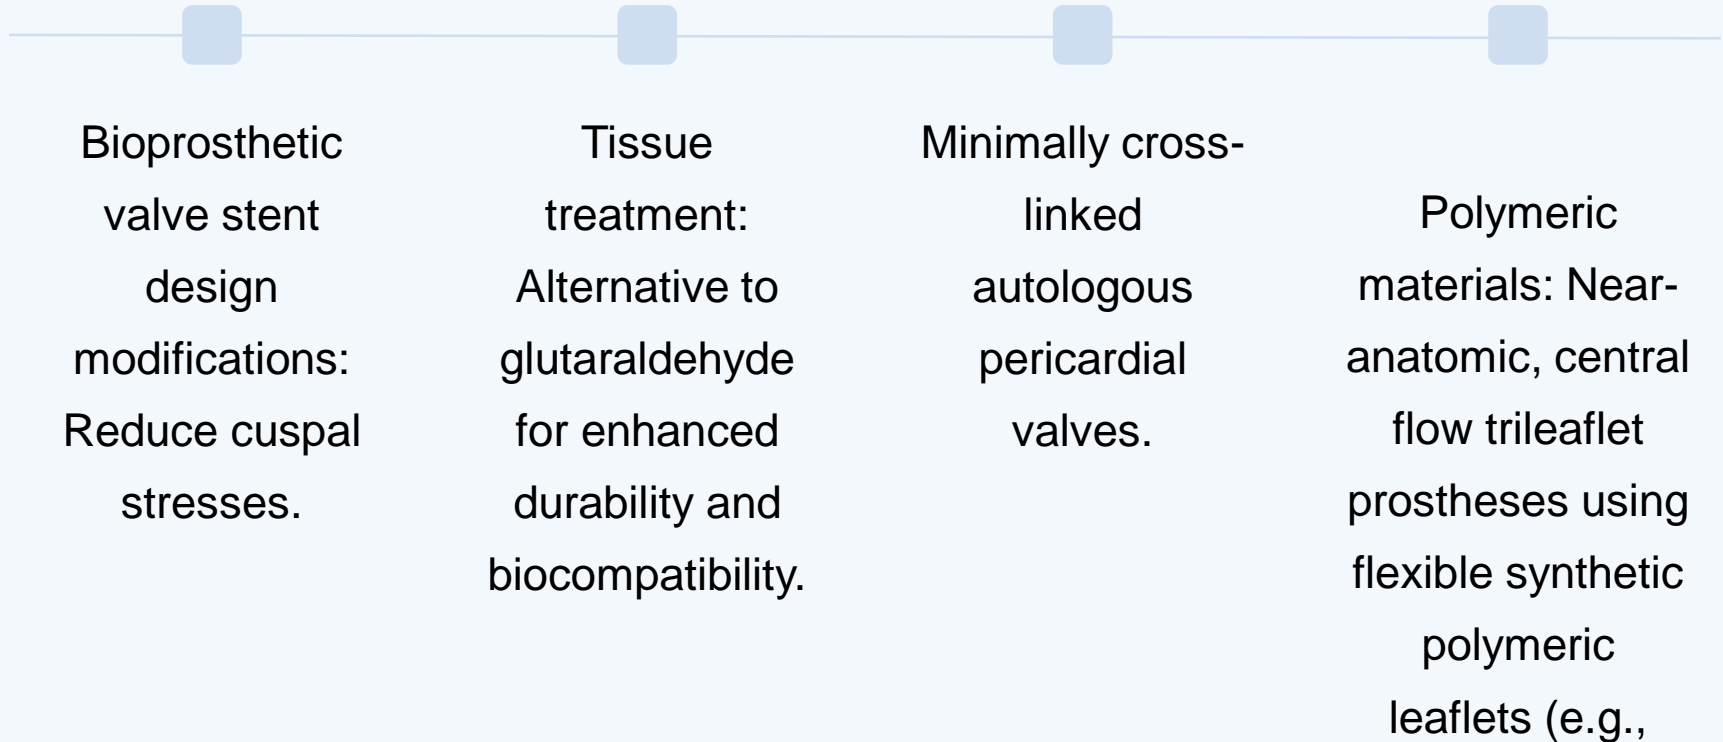 Bioprosthetic
valve stent
design
modifications:
Reduce cuspal
stresses.
Tissue
treatment:
Alternative to
glutaraldehyde
for enhanced
durability and
biocompatibility.
Minimally cross-
linked
autologous
pericardial
valves.
Polymeric
materials: Near-
anatomic, central
flow trileaflet
prostheses using
flexible synthetic
polymeric
leaflets (e.g.,